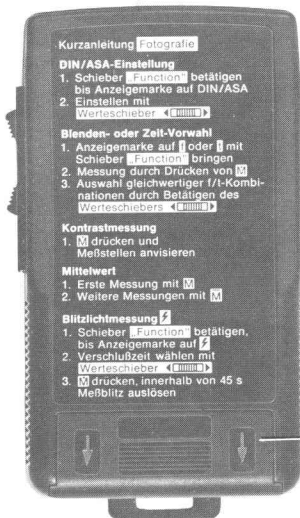 Kurzanleitung Fotografie
DIN/ASA-Einstellung
1. Schieber „Function" betätigen
bis Anzeigemarke auf DIN/ASA
2. Einstellen mit
Werteschieber
Blenden- oder Zeit-Vorwahl
1. Anzeigemarke auf f oder t mit
Schieber „Function" bringen
2. Messung durch Drücken von M
3. Auswahl gleichwertiger f/t-Kombi-
nationen durch Betätigen des
Werteschiebers
Kontrastmessung
1. M drücken und
Meßstellen anvisieren
Mittelwert
1. Erste Messung mit M
2. Weitere Messungen mit M̅
Blitzlichtmessung
1. Schieber „Function" betätigen,
bis Anzeigemarke auf
2. Verschlußzeit wählen mit
Werteschieber
3. M drücken, innerhalb von 45 s
Meßblitz auslösen